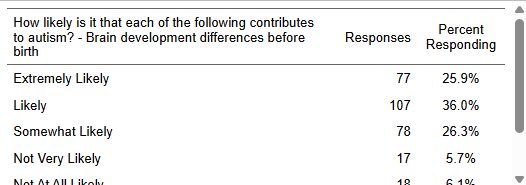 How likely is it that each of the following contributes
to autism? - Brain development differences before
birth
Responses
Percent
Responding
Extremely Likely 77 25.9%
Likely 107 36.0%
Somewhat Likely 78 26.3%
Not Very Likely 17 5.7%
Not At All Likely 18 6.1%